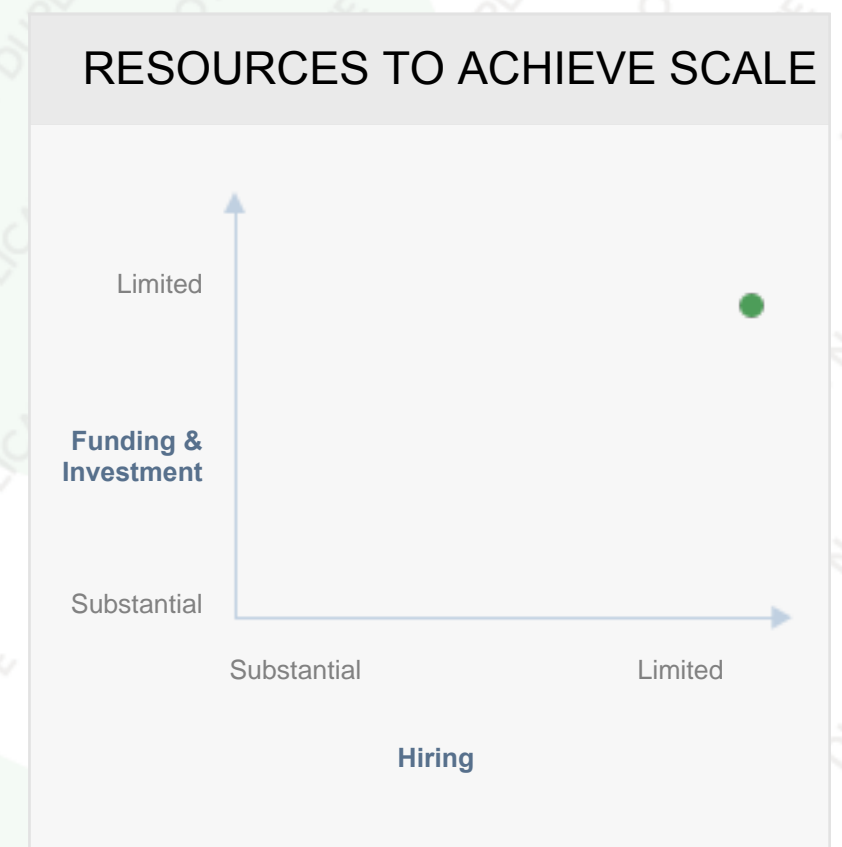 RESOURCES TO ACHIEVE SCALE
Limited
Funding &
Investment
Substantial
Substantial Limited
Hiring